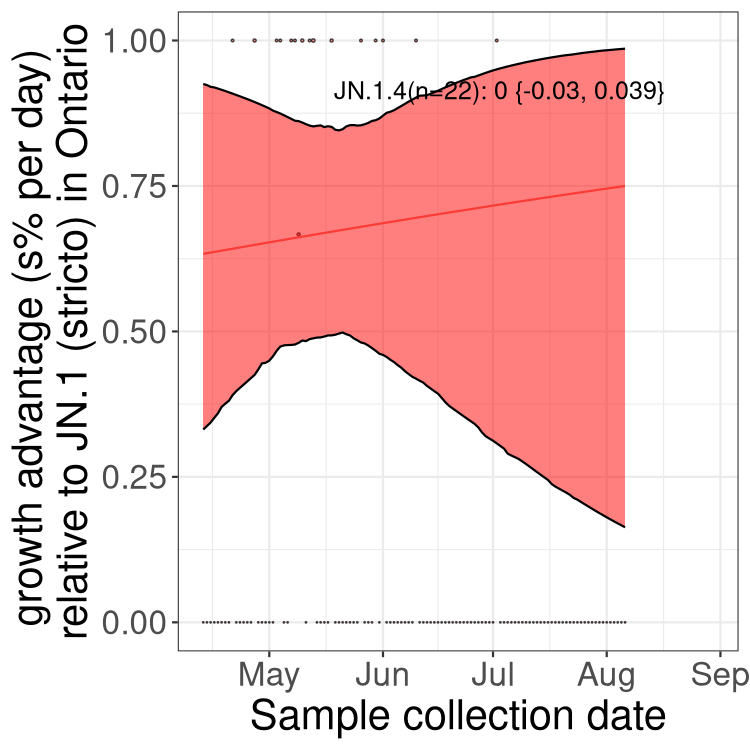 growth advantage (s% per day)
relative to JN.1 (stricto) in Ontario
1.00
0.75
0.50
0.25
0.00
JN.1.4(n=22): 0 {-0.03, 0.039}
May Jun Jul Aug Sep
Sample collection date